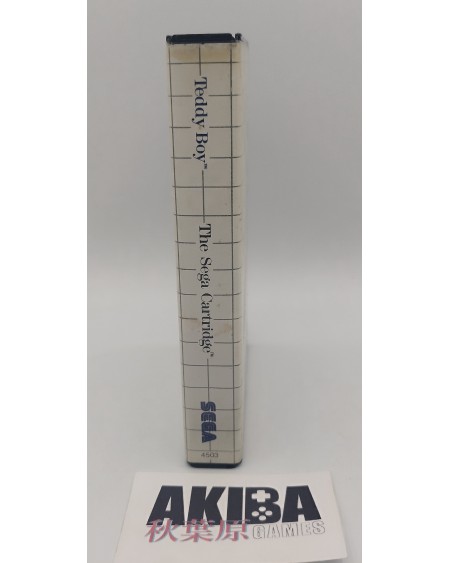 Teddy Boy™
The Sega Cartridge™
SEGA
4503
AKIBA
秋葉原 GAMES